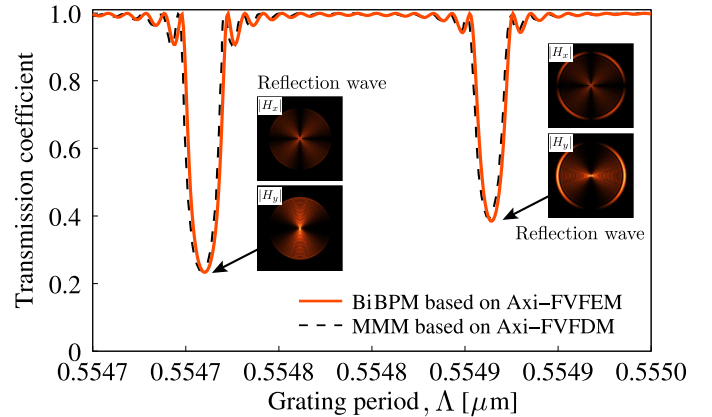 Transmission coefficient
1.0
0.8
0.6
0.4
0.2
0
Reflection wave
|Hx|
|Hy|
|Hx|
|Hy|
Reflection wave
BiBPM based on Axi−FVFEM
MMM based on Axi−FVFDM
0.5547 0.5547 0.5548 0.5548 0.5549 0.5549 0.5550
Grating period, Λ [μm]